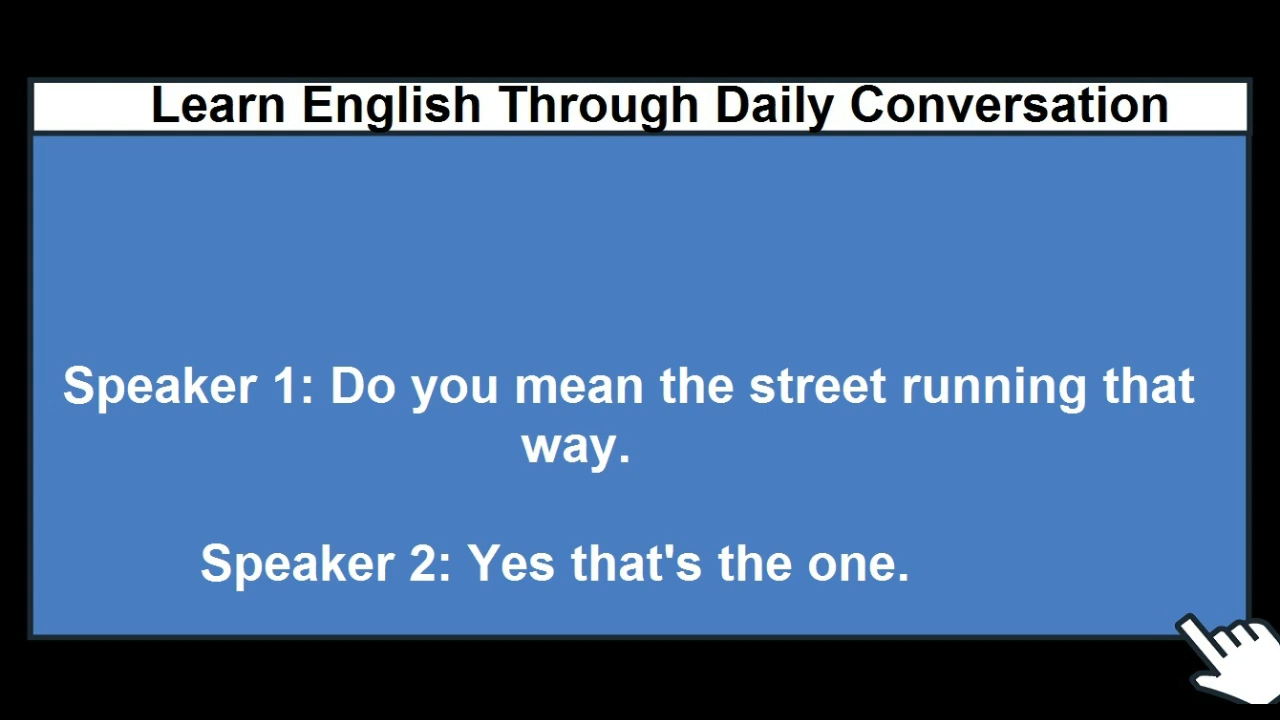 Learn English Through Daily Conversation
Speaker 1: Do you mean the street running that
way.
Speaker 2: Yes that's the one.